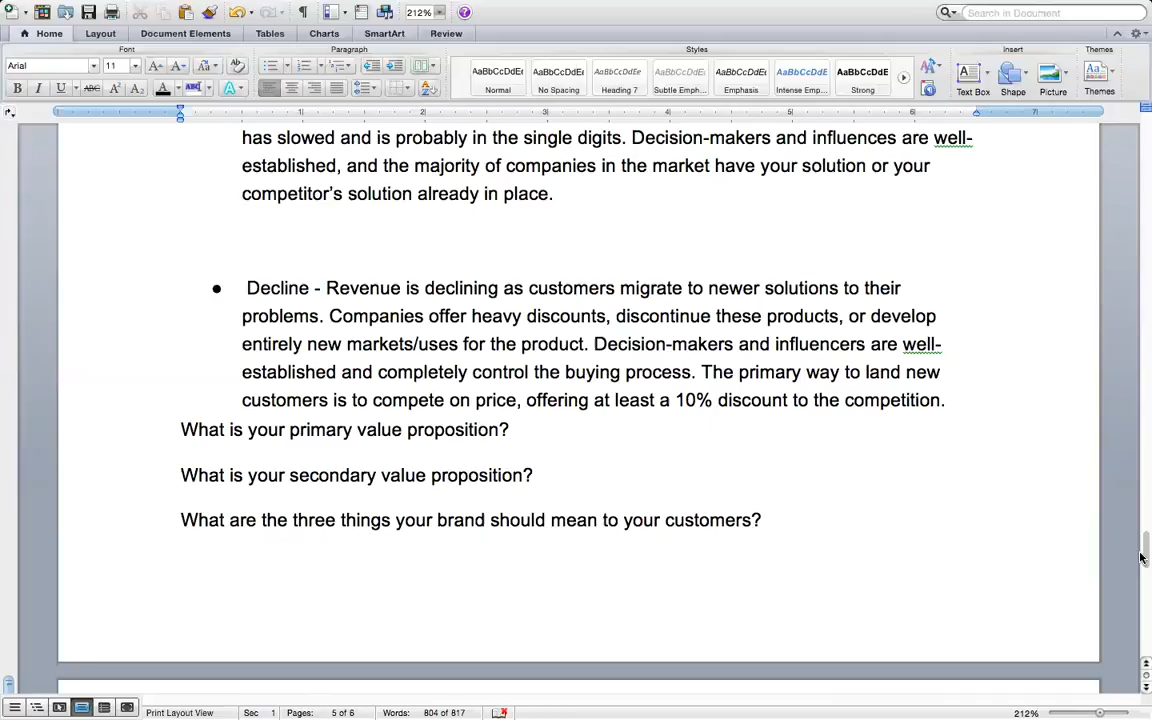 212%
Search in Document
Home Layout Document Elements Tables Charts SmartArt Review
Font Paragraph Styles Insert Themes
Arial 11
AaBbCcDdE Normal
AaBbCcDdE No Spacing
AaBbCcDdEe Heading 7
AaBbCcDdE Subtle Emph...
AaBbCcDdE Emphasis
AaBbCcDdE Intense Emp...
AaBbCcDdE Strong
Text Box Shape Picture Themes
has slowed and is probably in the single digits. Decision-makers and influences are well-
established, and the majority of companies in the market have your solution or your
competitor's solution already in place.
● Decline - Revenue is declining as customers migrate to newer solutions to their
problems. Companies offer heavy discounts, discontinue these products, or develop
entirely new markets/uses for the product. Decision-makers and influencers are well-
established and completely control the buying process. The primary way to land new
customers is to compete on price, offering at least a 10% discount to the competition.
What is your primary value proposition?
What is your secondary value proposition?
What are the three things your brand should mean to your customers?
Print Layout View Sec 1 Pages: 5 of 6 Words: 804 of 817 212%